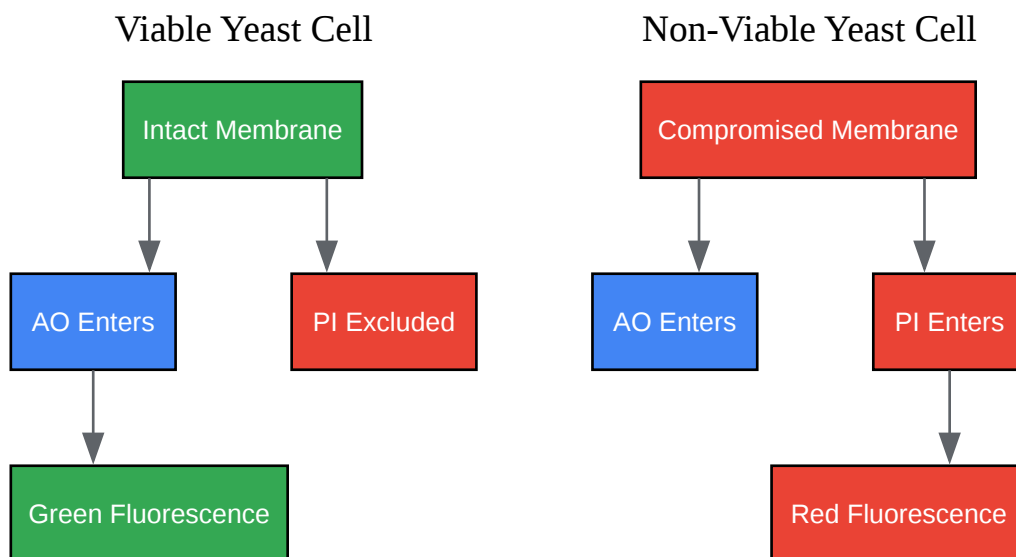 Viable Yeast Cell
Non-Viable Yeast Cell
Intact Membrane
Compromised Membrane
AO Enters
PI Excluded
AO Enters
PI Enters
Green Fluorescence
Red Fluorescence